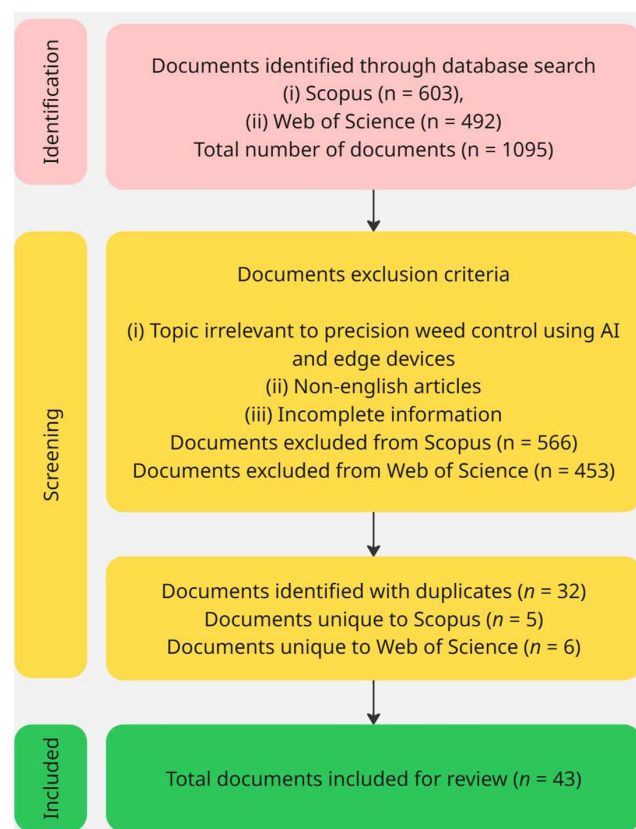 Identification
Documents identified through database search
(i) Scopus (n = 603),
(ii) Web of Science (n = 492)
Total number of documents (n = 1095)
Screening
Documents exclusion criteria
(i) Topic irrelevant to precision weed control using AI
and edge devices
(ii) Non-english articles
(iii) Incomplete information
Documents excluded from Scopus (n = 566)
Documents excluded from Web of Science (n = 453)
Documents identified with duplicates (n = 32)
Documents unique to Scopus (n = 5)
Documents unique to Web of Science (n = 6)
Included
Total documents included for review (n = 43)